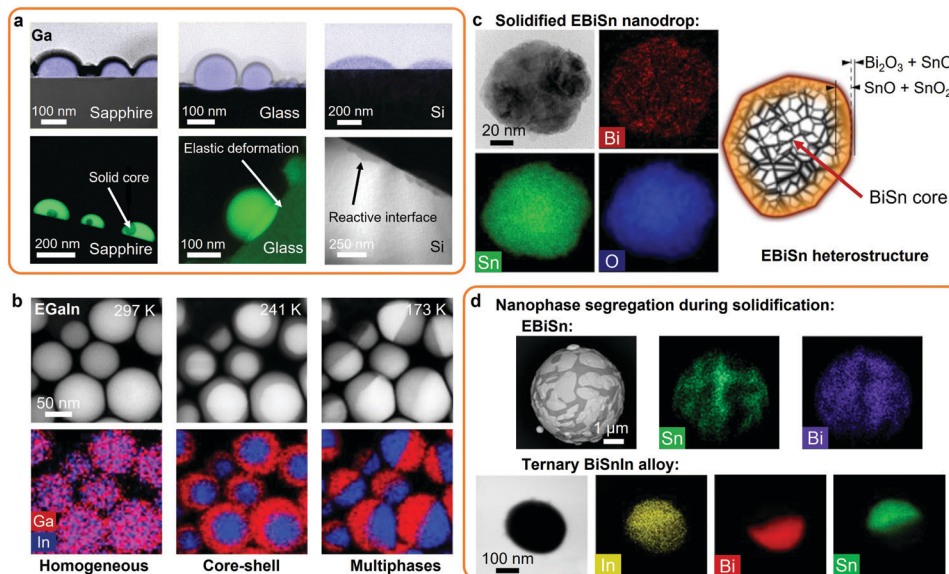 a
Ga
100 nm
Sapphire
100 nm
Glass
200 nm
Si
Solid core
200 nm
Sapphire
Elastic deformation
100 nm
Glass
Reactive interface
250 nm
Si
b
EGaIn
297 K
241 K
173 K
50 nm
Ga
In
Homogeneous
Core-shell
Multiphases
c
Solidified EBiSn nanodrop:
20 nm
Bi
Sn
O
Bi₂O₃ + SnO
SnO + SnO₂
BiSn core
EBiSn heterostructure
d
Nanophase segregation during solidification:
EBiSn:
1 µm
Sn
Bi
Ternary BiSnIn alloy:
100 nm
In
Bi
Sn